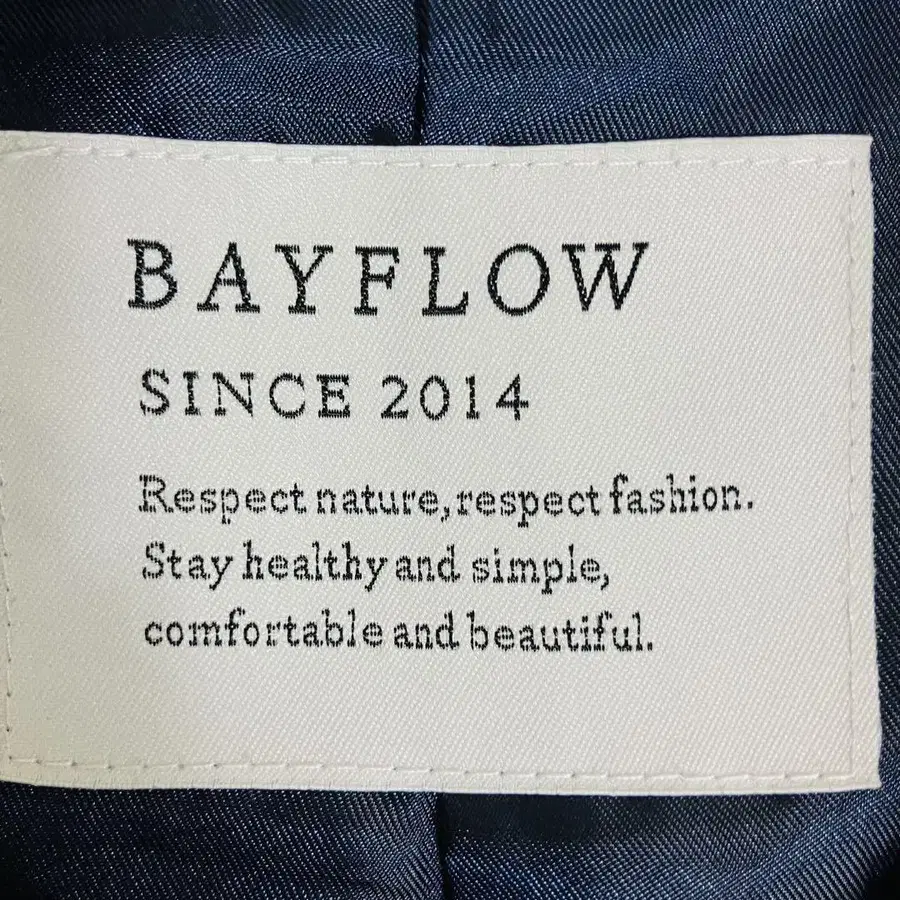 BAYFLOW
SINCE 2014
Respect nature, respect fashion.
Stay healthy and simple,
comfortable and beautiful.